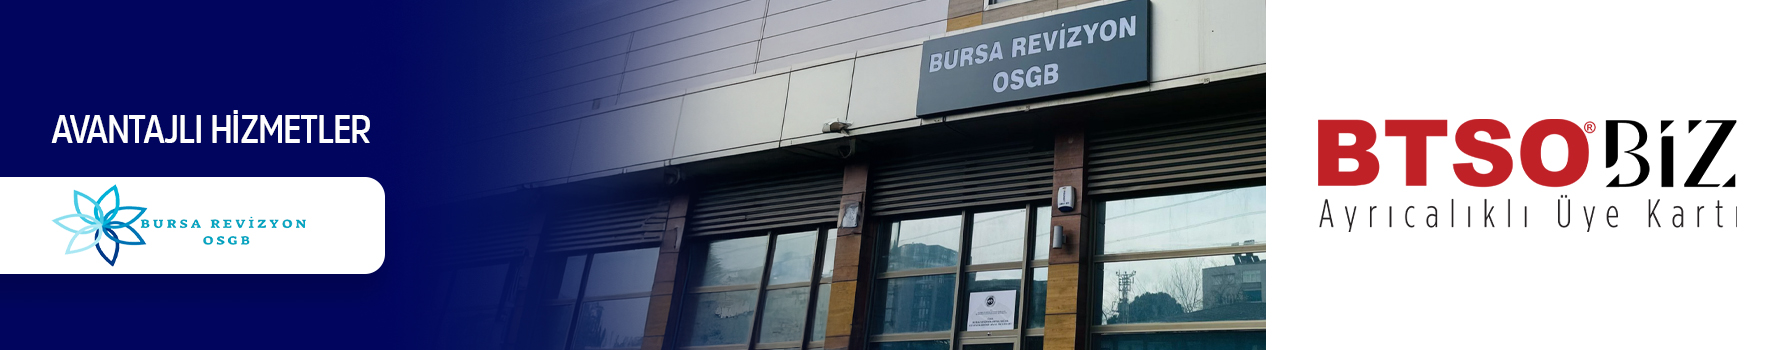 AVANTAJLI HİZMETLER
BURSA REVİZYON
OSGB
BURSA REVİZYON
OSGB
BTSO® BİZ
Ayrıcalıklı Üye Kartı